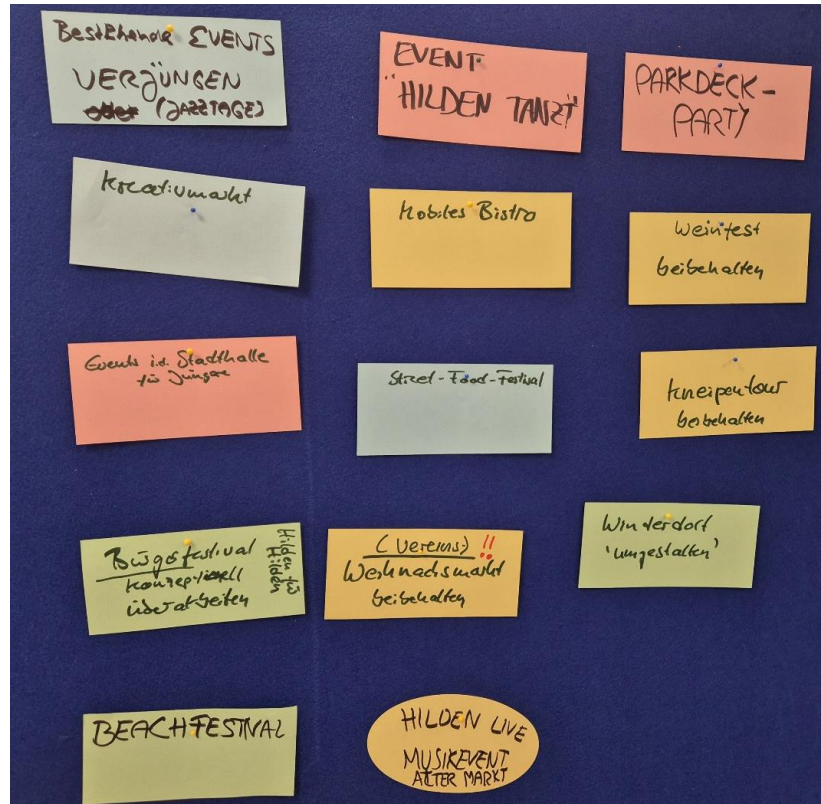 Bestehende EVENTS
VERJÜNGEN
(JAZZTAGE)
EVENT
"HILDEN TANZT"
PARKDECK-
PARTY
Kreativmarkt
Mobiles Bistro
Weinfest
beibehalten
Events i.d. Stadthalle
für Jüngere
Street-Food-Festival
Kneipentour
beibehalten
Bürgerfestival
konzeptionell
überarbeiten
Hilden für
Hilden
(Vereins-) !!
Weihnachtsmarkt
beibehalten
Winterdorf
'umgestalten'
BEACHFESTIVAL
HILDEN LIVE
MUSIKEVENT
ALTER MARKT